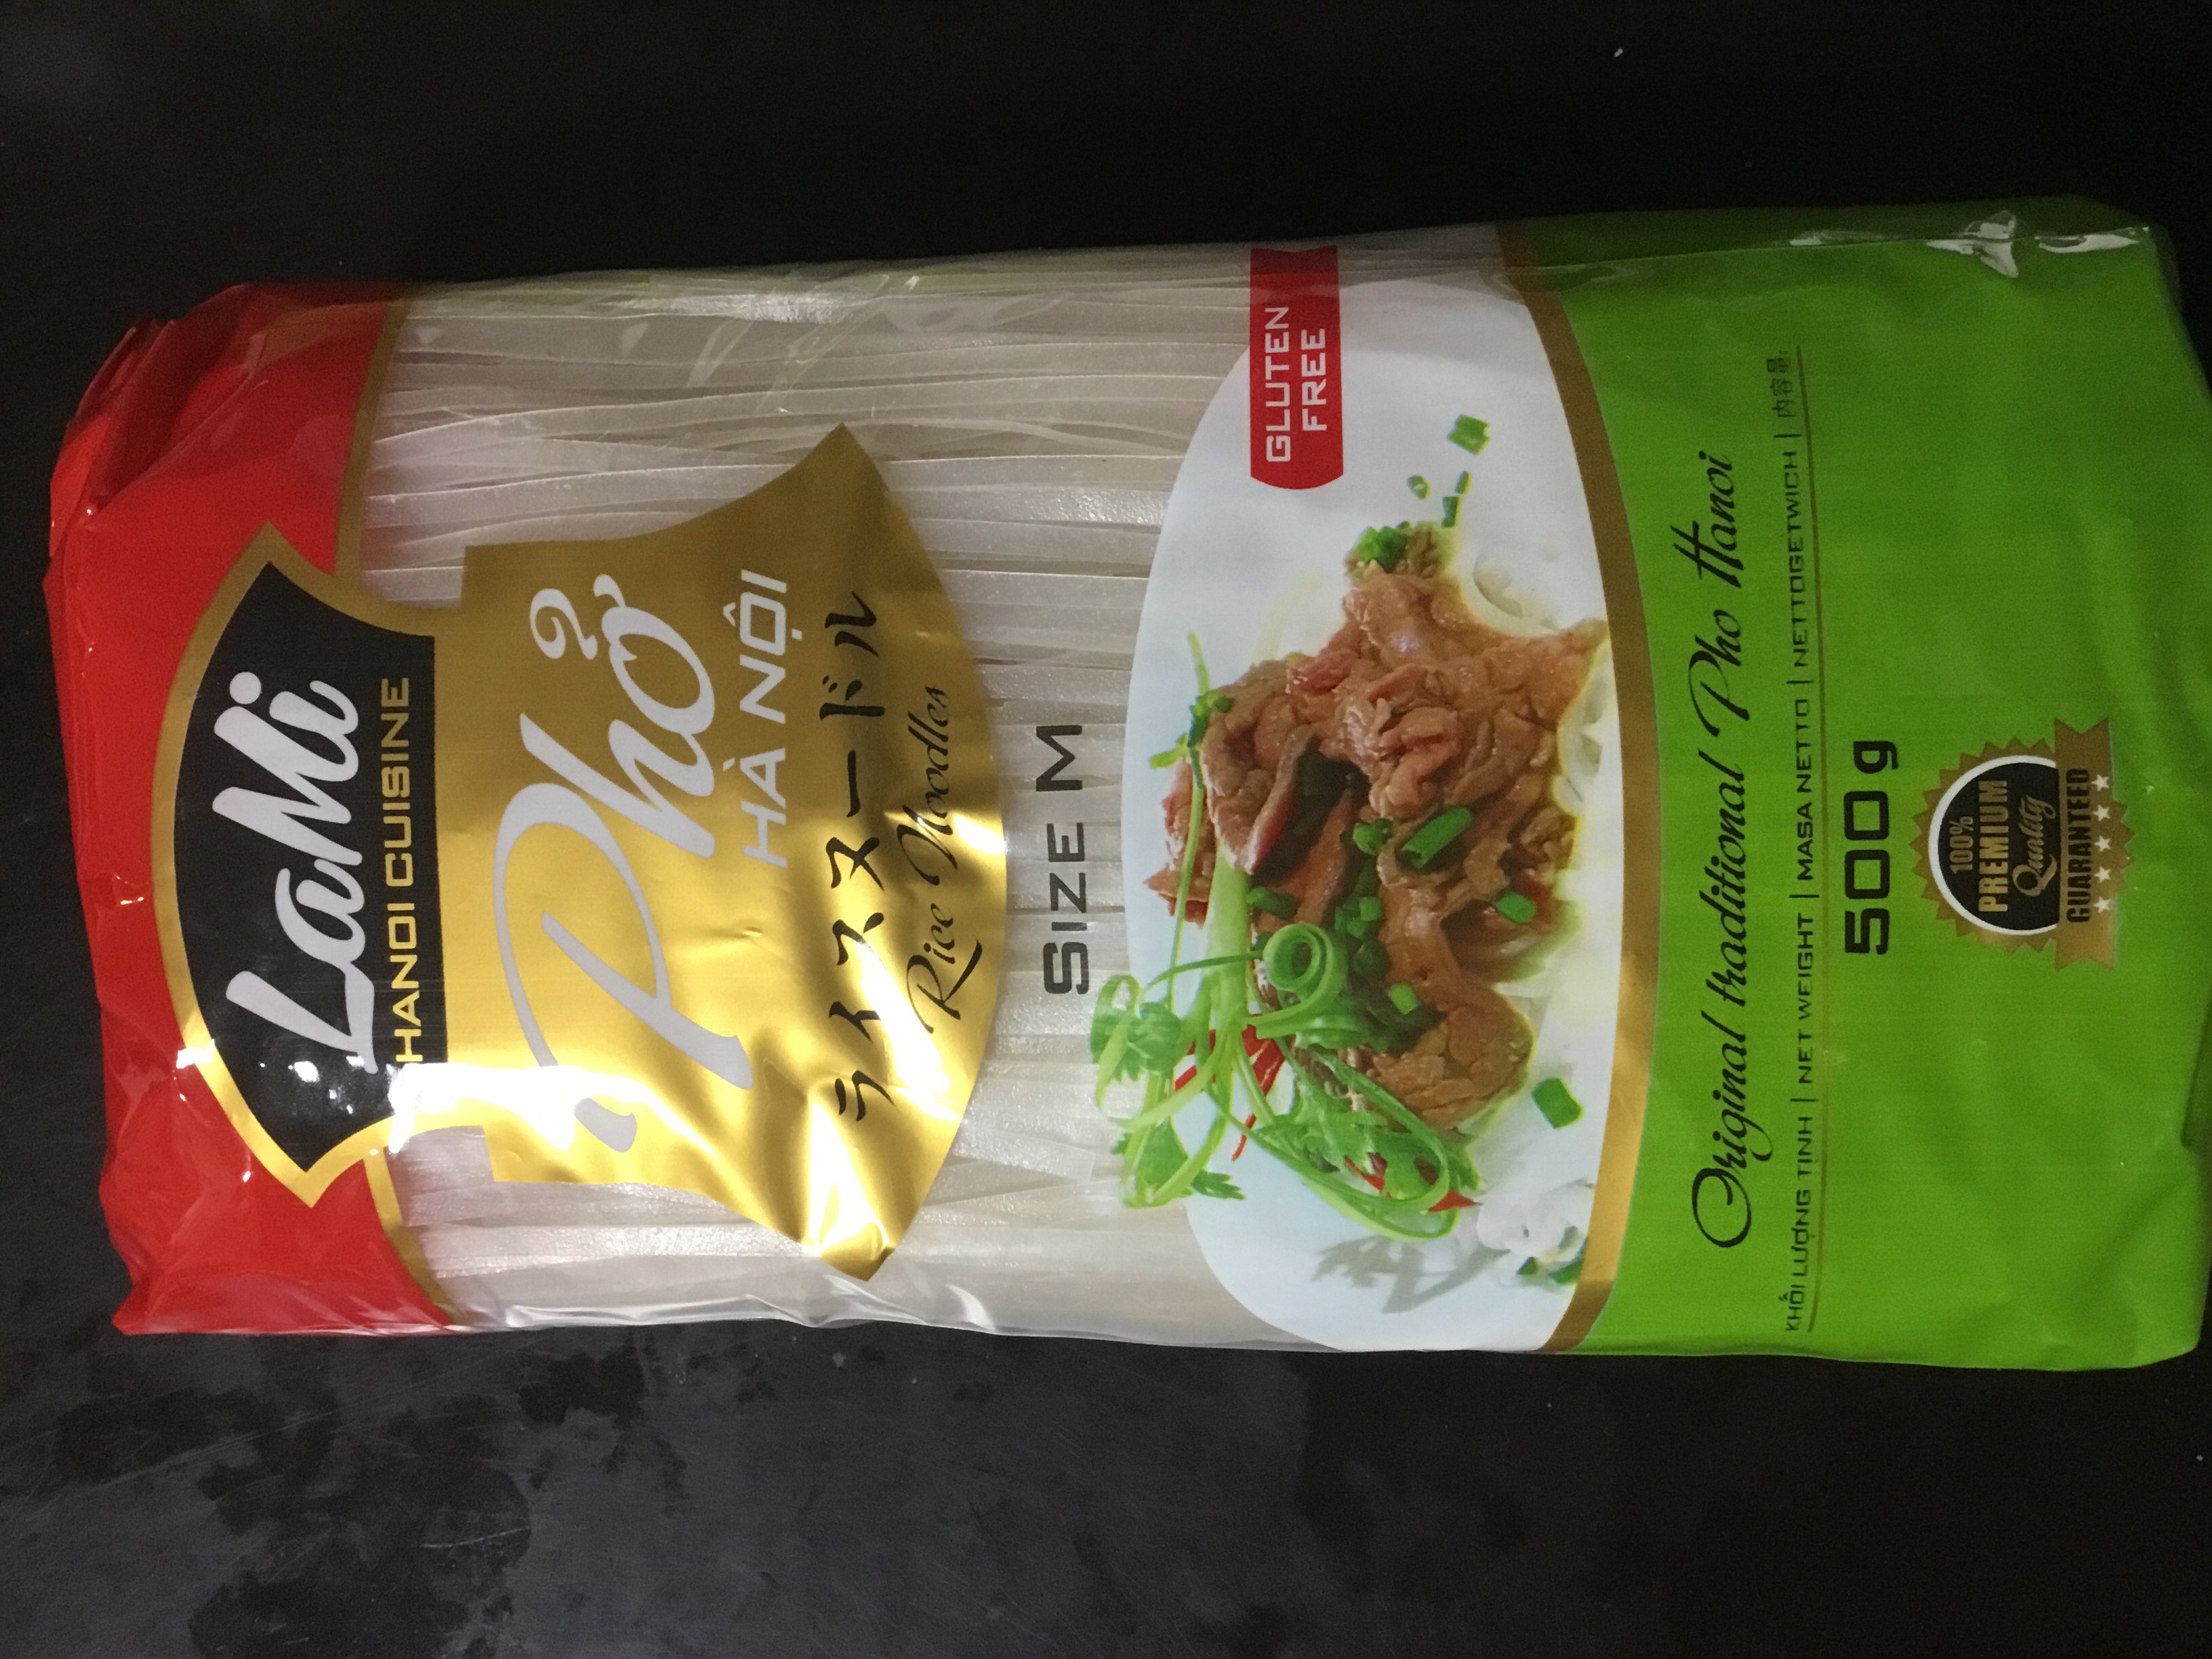 LaMi
HANOI CUISINE
Phở
HÀ NỘI
ライスヌードル
Rice Noodles
SIZE M
GLUTEN
FREE
Original traditional Pho Hanoi
KHỐI LƯỢNG TỊNH | NET WEIGHT | MASA NETTO | NETTOGETWICH | 内容量:
500 g
100%
PREMIUM
Quality
GUARANTEED